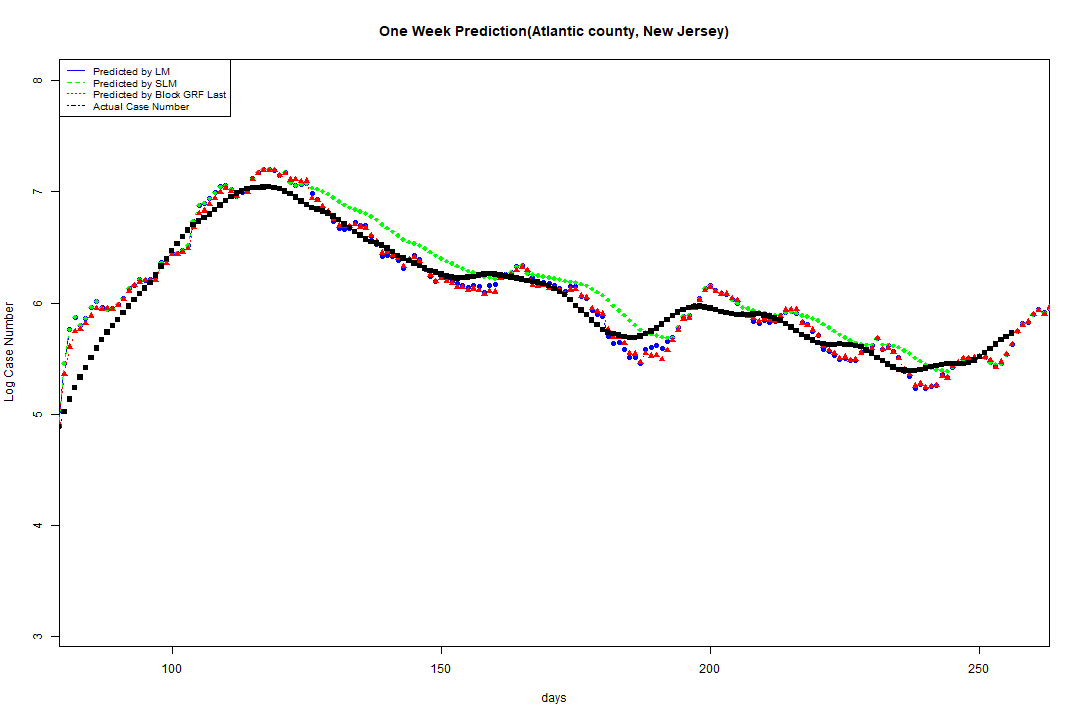 One Week Prediction(Atlantic county, New Jersey)
Predicted by LM
Predicted by SLM
Predicted by Block GRF Last
Actual Case Number
8
7
6
5
4
3
Log Case Number
100
150
200
250
days